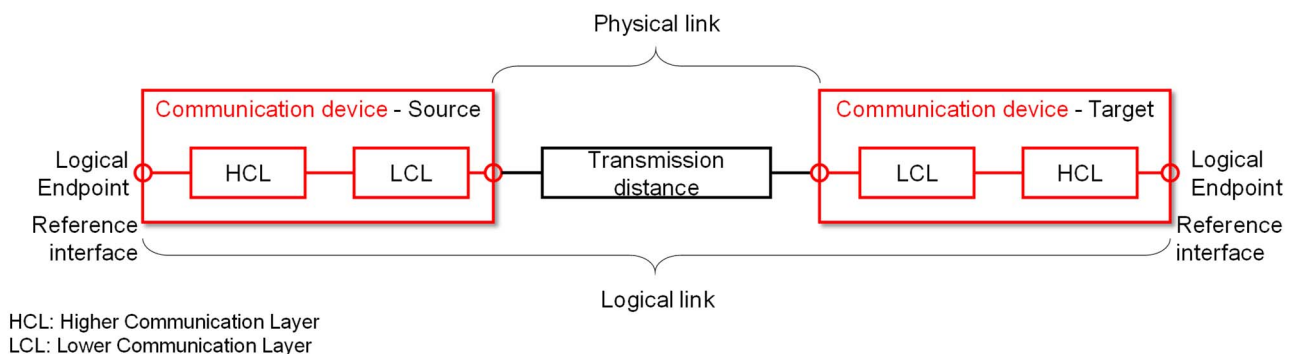 Physical link
Communication device - Source
Communication device - Target
Logical
Endpoint
HCL
LCL
Transmission
distance
LCL
HCL
Logical
Endpoint
Reference
interface
Reference
interface
Logical link
HCL: Higher Communication Layer
LCL: Lower Communication Layer